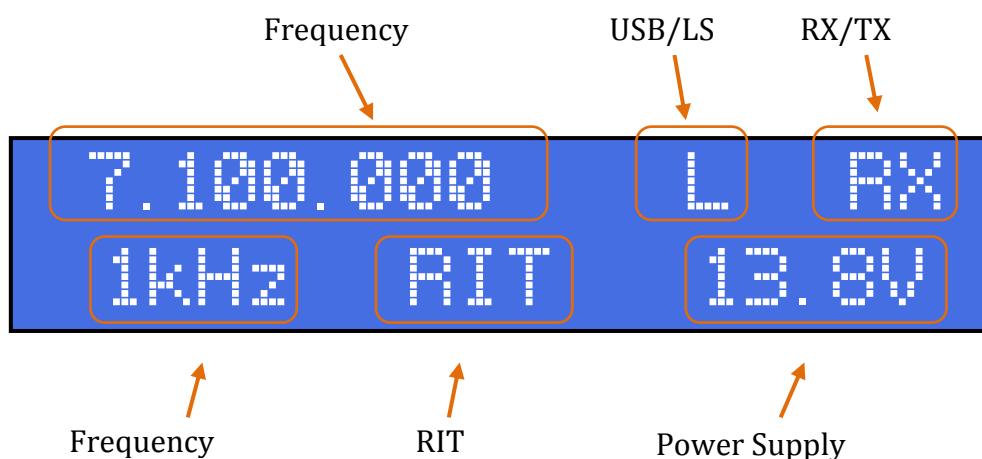 Frequency USB/LS RX/TX
7.100.000 L RX
1kHz RIT 13.8V
Frequency RIT Power Supply